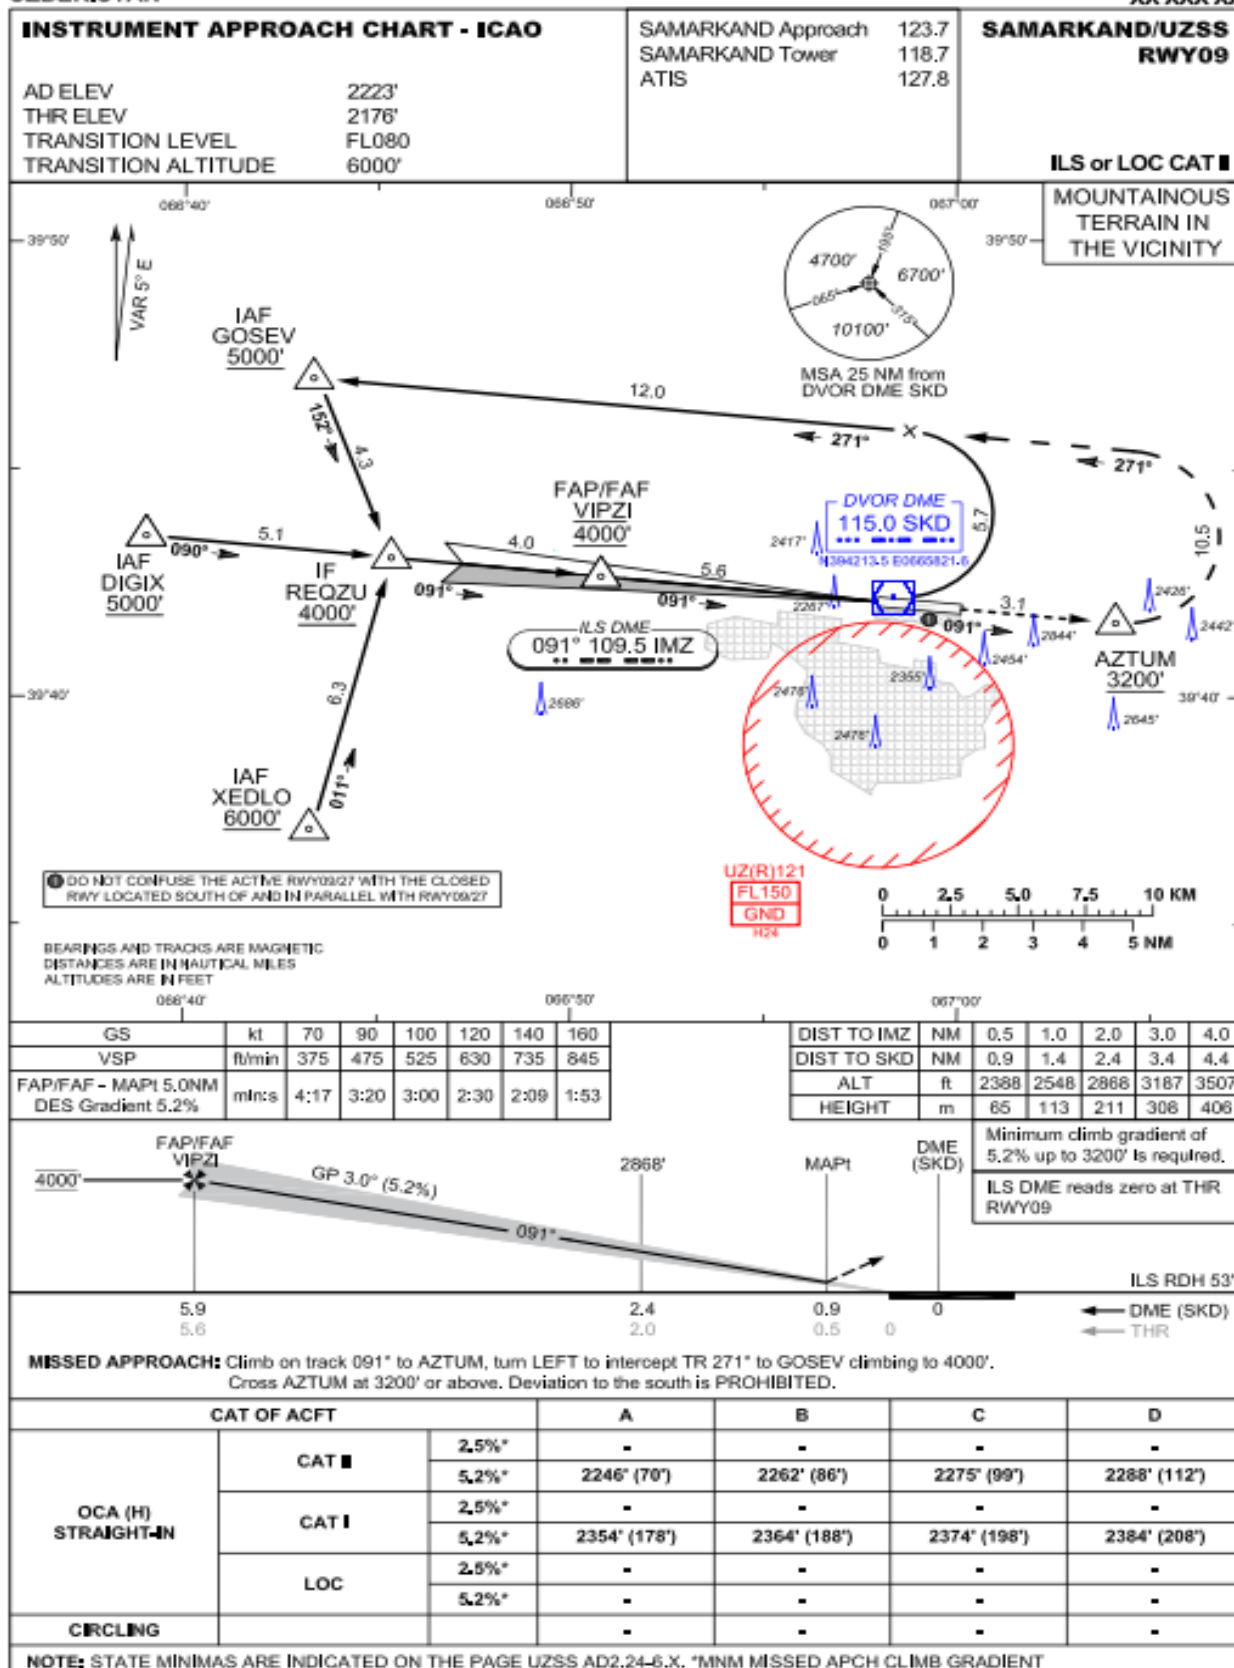 INSTRUMENT APPROACH CHART - ICAO
AD ELEV 2223'
THR ELEV 2176'
TRANSITION LEVEL FL080
TRANSITION ALTITUDE 6000'
SAMARKAND Approach 123.7
SAMARKAND Tower 118.7
ATIS 127.8
SAMARKAND/UZSS
RWY09
ILS or LOC CAT II
MOUNTAINOUS
TERRAIN IN
THE VICINITY
066°40' 066°50' 067°00'
39°50' 39°50'
VAR 5° E
4700' 6700' 10100'
195° 065° 315°
MSA 25 NM from
DVOR DME SKD
IAF
GOSEV
5000'
12.0
271°
271°
152°
4.3
5.7
10.5
FAP/FAF
VIPZI
4000'
DVOR DME
115.0 SKD
N394213.5 E0665821.6
2417'
2267'
IAF
DIGIX
5000'
090°
5.1
IF
REQZU
4000'
4.0
5.6
091°
091°
3.1
091°
ILS DME
091° 109.5 IMZ
AZTUM
3200'
2426'
2442'
2844'
2454'
2355'
2478'
2476'
2686'
2645'
39°40' 39°40'
6.3
011°
IAF
XEDLO
6000'
DO NOT CONFUSE THE ACTIVE RWY09/27 WITH THE CLOSED
RWY LOCATED SOUTH OF AND IN PARALLEL WITH RWY09/27
UZ(R)121
FL150
GND
H24
0 2.5 5.0 7.5 10 KM
0 1 2 3 4 5 NM
BEARINGS AND TRACKS ARE MAGNETIC
DISTANCES ARE IN NAUTICAL MILES
ALTITUDES ARE IN FEET
066°40' 066°50' 067°00'
GS kt 70 90 100 120 140 160
VSP ft/min 375 475 525 630 735 845
FAP/FAF - MAPt 5.0NM
DES Gradient 5.2%
min:s 4:17 3:20 3:00 2:30 2:09 1:53
DIST TO IMZ NM 0.5 1.0 2.0 3.0 4.0
DIST TO SKD NM 0.9 1.4 2.4 3.4 4.4
ALT ft 2388 2548 2868 3187 3507
HEIGHT m 65 113 211 308 406
Minimum climb gradient of
5.2% up to 3200' is required.
ILS DME reads zero at THR
RWY09
FAP/FAF
VIPZI
4000'
GP 3.0° (5.2%)
091°
2868'
MAPt
DME
(SKD)
ILS RDH 53'
5.9 2.4 0.9 0 DME (SKD)
5.6 2.0 0.5 0 THR
MISSED APPROACH: Climb on track 091° to AZTUM, turn LEFT to intercept TR 271° to GOSEV climbing to 4000'.
Cross AZTUM at 3200' or above. Deviation to the south is PROHIBITED.
CAT OF ACFT A B C D
OCA (H)
STRAIGHT-IN
CAT II 2.5%* - - - -
5.2%* 2246' (70') 2262' (86') 2275' (99') 2288' (112')
CAT I 2.5%* - - - -
5.2%* 2354' (178') 2364' (188') 2374' (198') 2384' (208')
LOC 2.5%* - - - -
5.2%* - - - -
CIRCLING - - - -
NOTE: STATE MINIMAS ARE INDICATED ON THE PAGE UZSS AD2.24-6.X. *MNM MISSED APCH CLIMB GRADIENT